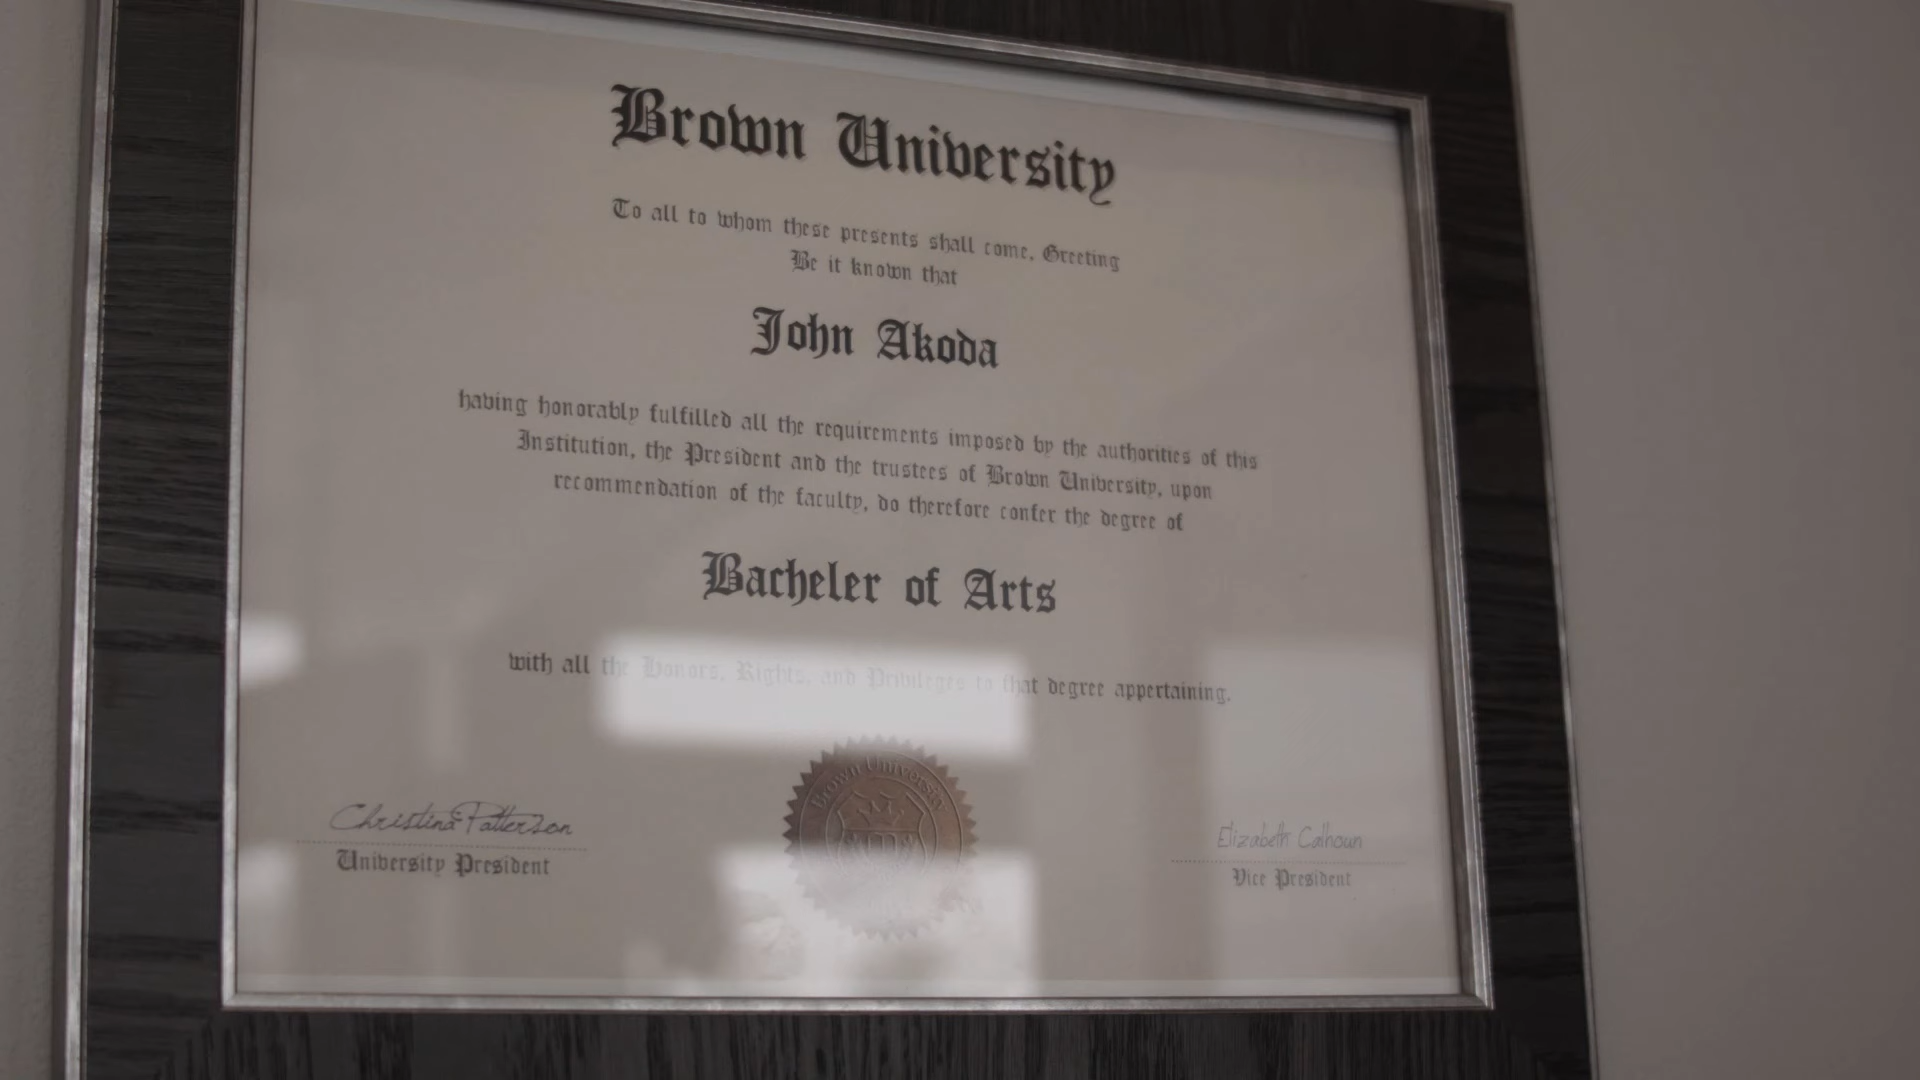 Brown University
To all to whom these presents shall come, Greeting
Be it known that
John Akoda
having honorably fulfilled all the requirements imposed by the authorities of this
Institution, the President and the trustees of Brown University, upon
recommendation of the faculty, do therefore confer the degree of
Bacheler of Arts
with all the Honors, Rights, and Privileges to that degree appertaining.
Brown University
Christina Patterson
University President
Elizabeth Calhoun
Vice President